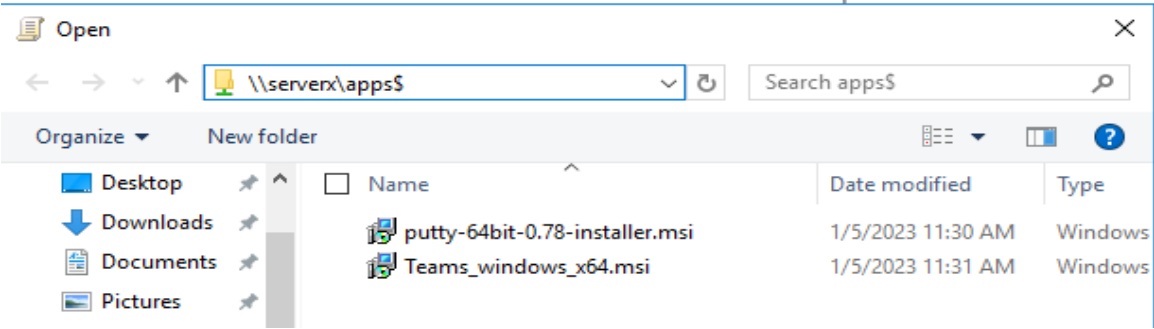 Open
\\serverx\apps$
Search apps$
Organize New folder
?
Desktop
Downloads
Documents
Pictures
Name Date modified Type
putty-64bit-0.78-installer.msi 1/5/2023 11:30 AM Windows
Teams_windows_x64.msi 1/5/2023 11:31 AM Windows